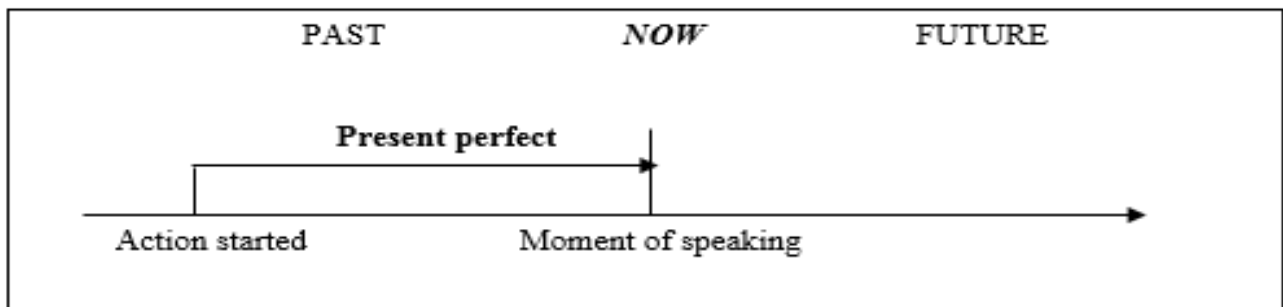 PAST NOW FUTURE
Present perfect
Action started Moment of speaking